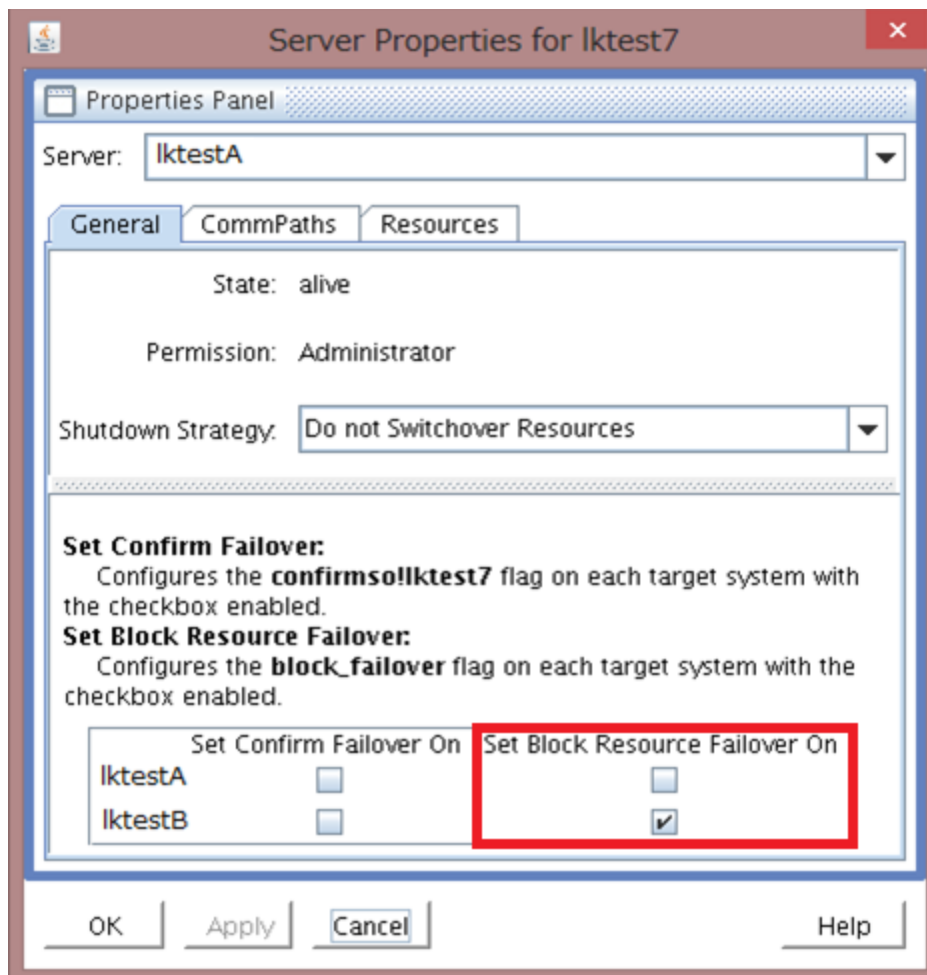 Server Properties for lktest7
Properties Panel
Server: lktestA
General CommPaths Resources
State: alive
Permission: Administrator
Shutdown Strategy: Do not Switchover Resources
Set Confirm Failover:
Configures the confirmso!lktest7 flag on each target system with
the checkbox enabled.
Set Block Resource Failover:
Configures the block_failover flag on each target system with the
checkbox enabled.
Set Confirm Failover On Set Block Resource Failover On
lktestA
lktestB
OK Apply Cancel Help